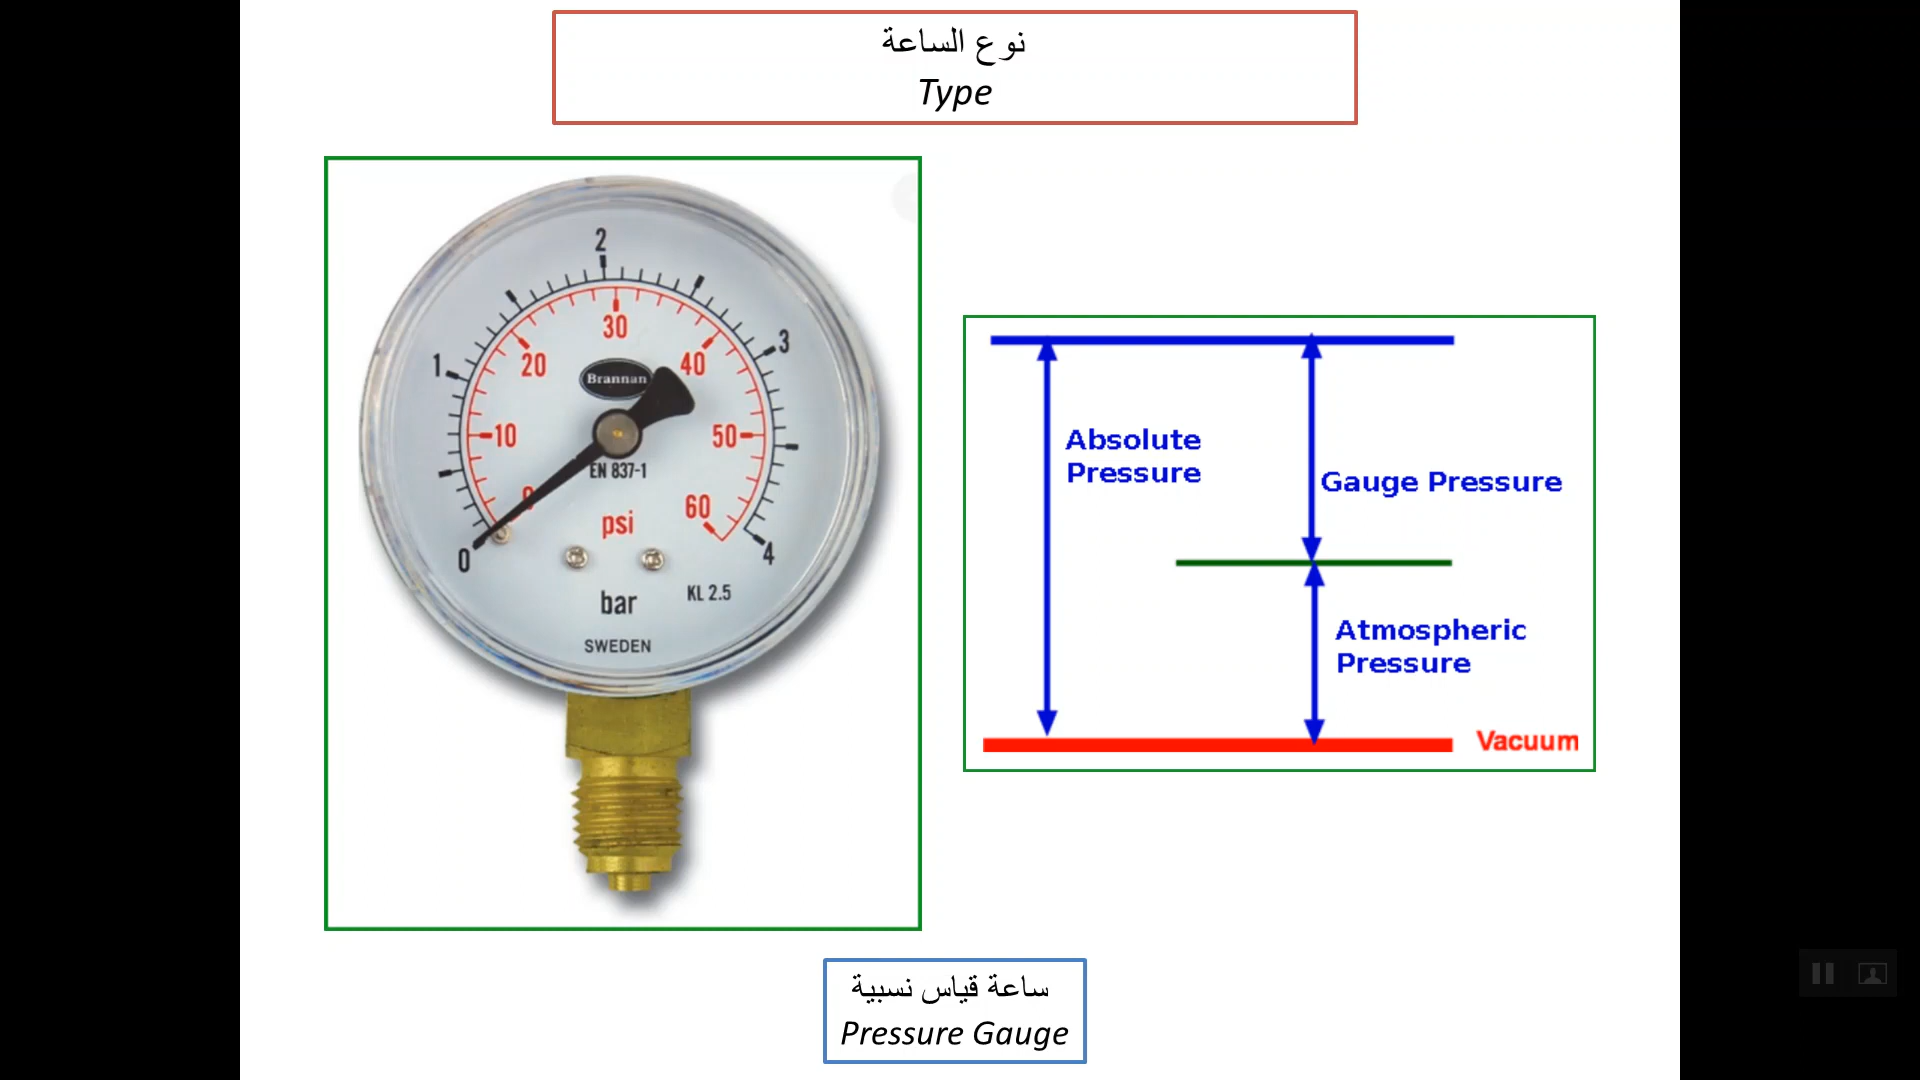 نوع الساعة
Type
2
1
3
30
20
40
Brannan
10
50
EN 837-1
0
60
psi
0
4
bar
KL 2.5
SWEDEN
Absolute
Pressure
Gauge Pressure
Atmospheric
Pressure
Vacuum
ساعة قياس نسبية
Pressure Gauge